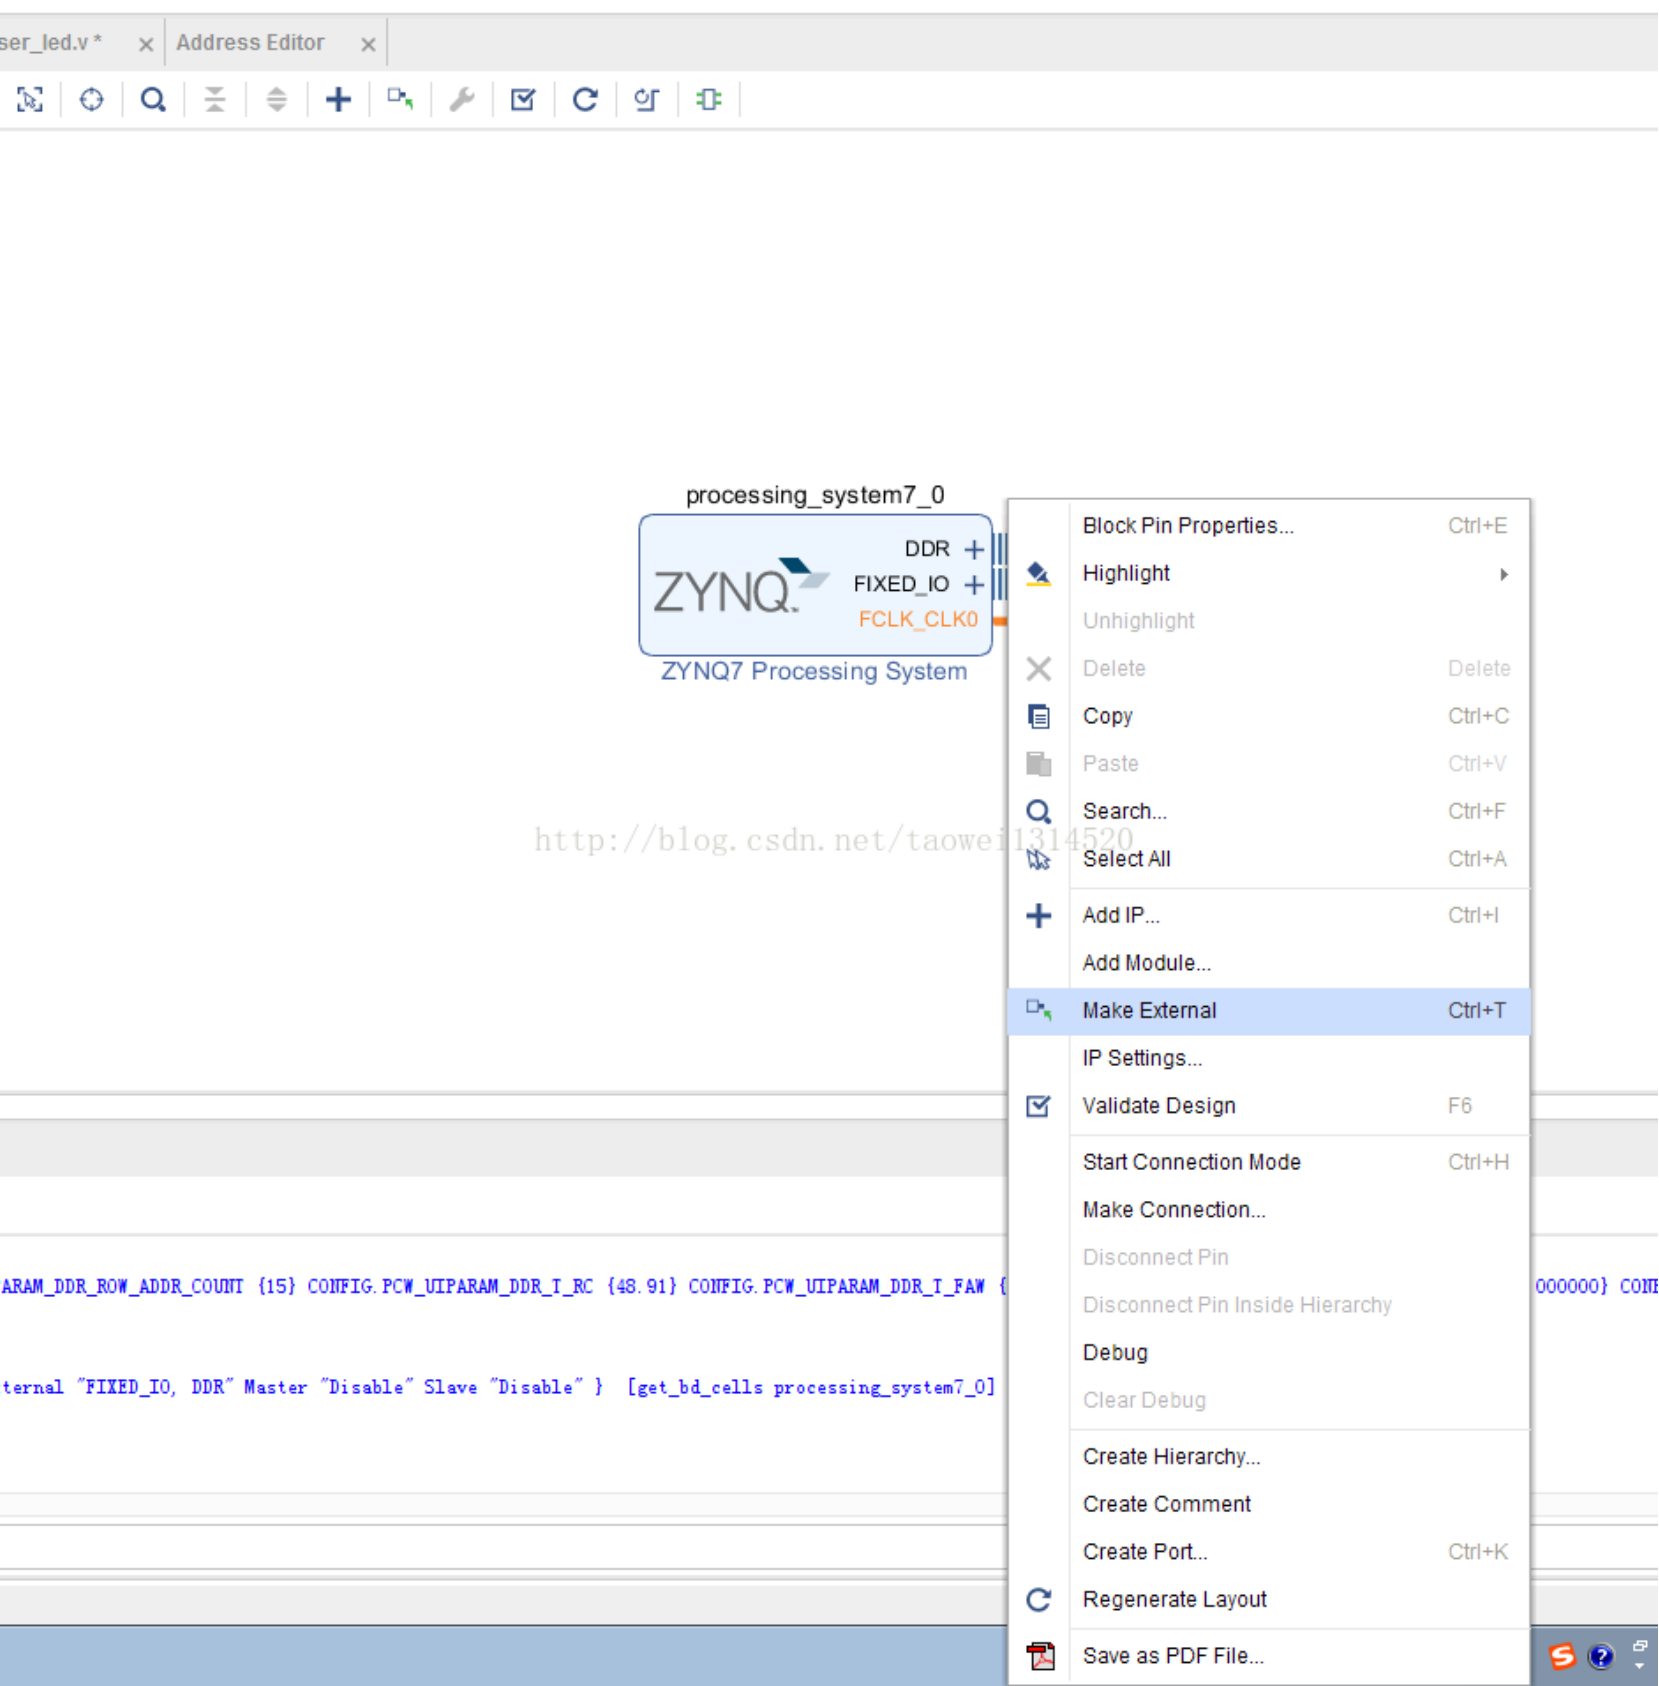 ser_led.v *
Address Editor
processing_system7_0
DDR
FIXED_IO
ZYNQ
FCLK_CLK0
ZYNQ7 Processing System
http://blog.csdn.net/taowei1314520
Block Pin Properties... Ctrl+E
Highlight
Unhighlight
Delete Delete
Copy Ctrl+C
Paste Ctrl+V
Search... Ctrl+F
Select All Ctrl+A
Add IP... Ctrl+I
Add Module...
Make External Ctrl+T
IP Settings...
Validate Design F6
Start Connection Mode Ctrl+H
Make Connection...
Disconnect Pin
Disconnect Pin Inside Hierarchy
Debug
Clear Debug
Create Hierarchy...
Create Comment
Create Port... Ctrl+K
Regenerate Layout
Save as PDF File...
ARAM_DDR_ROW_ADDR_COUNT {15} CONFIG.PCW_UIPARAM_DDR_T_RC {48.91} CONFIG.PCW_UIPARAM_DDR_T_FAW { 000000} CONF
ternal "FIXED_IO, DDR" Master "Disable" Slave "Disable" } [get_bd_cells processing_system7_0]